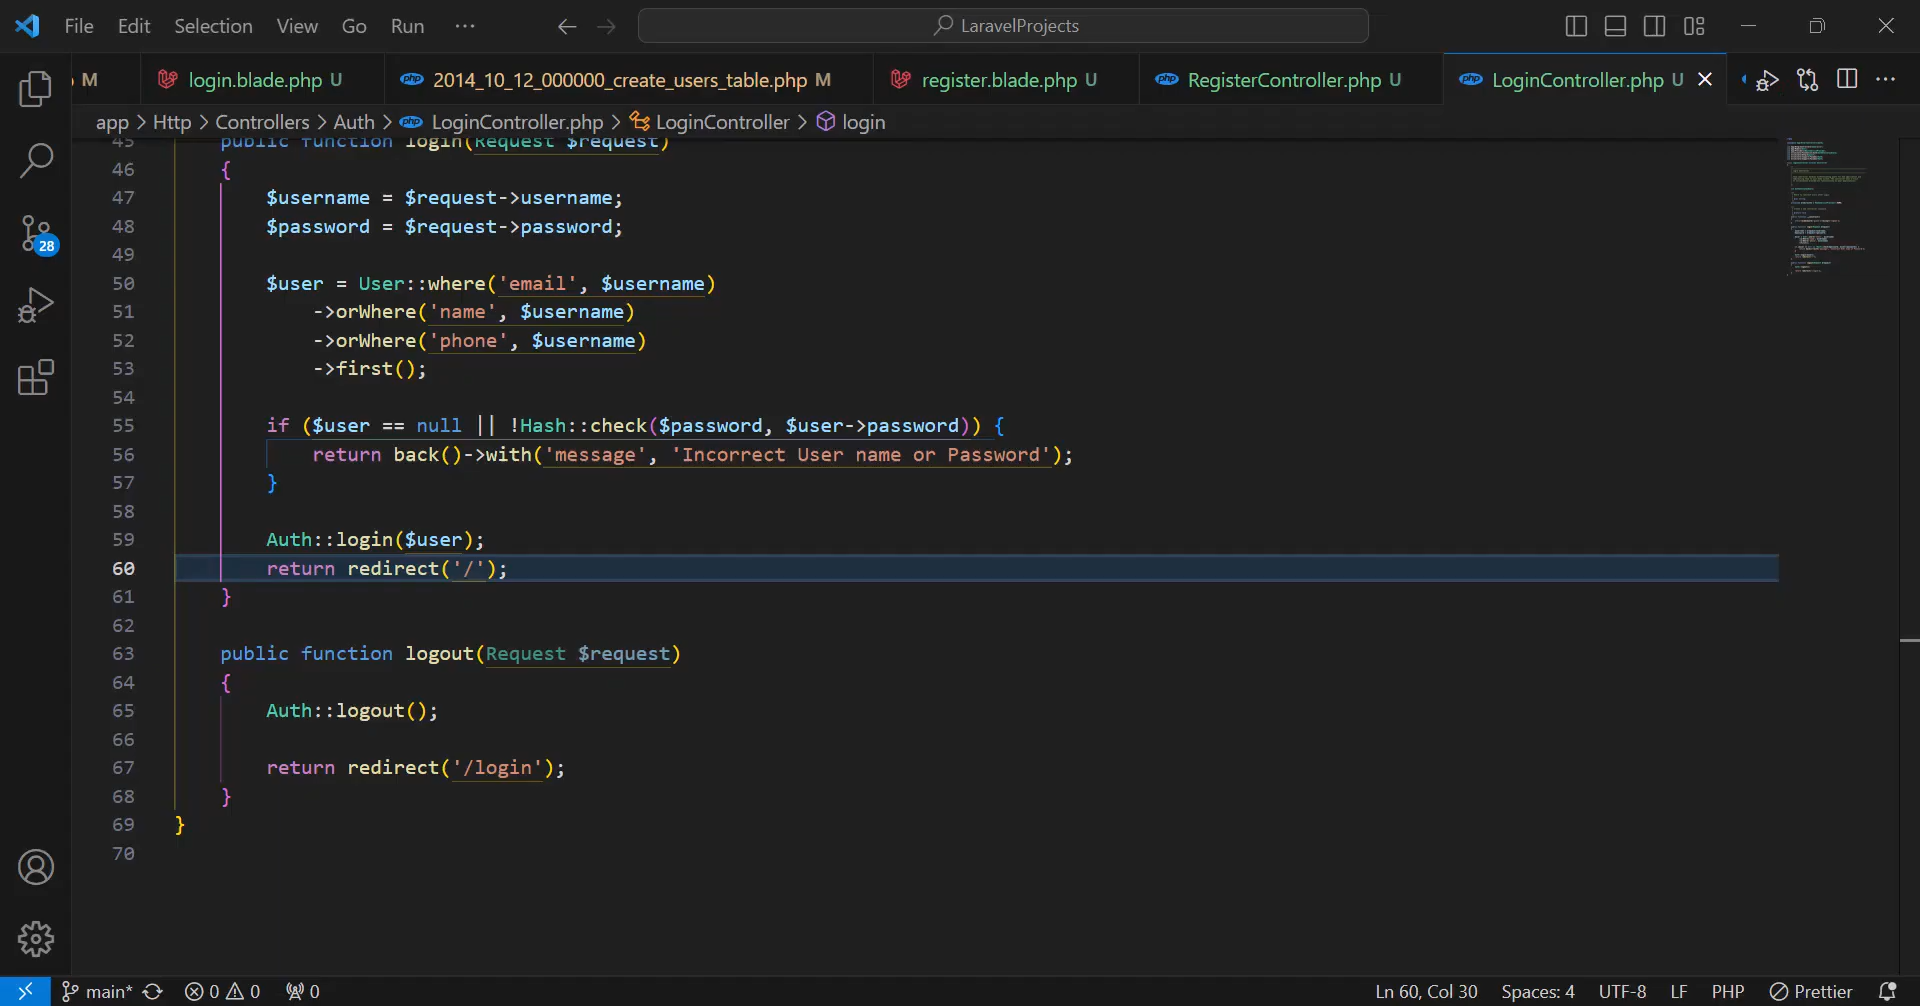 File Edit Selection View Go Run ··· LaravelProjects
M login.blade.php U 2014_10_12_000000_create_users_table.php M register.blade.php U RegisterController.php U LoginController.php U
app > Http > Controllers > Auth > LoginController.php > LoginController > login
45 public function login(Request $request)
46 {
47 $username = $request->username;
48 $password = $request->password;
49
50 $user = User::where('email', $username)
51 ->orWhere('name', $username)
52 ->orWhere('phone', $username)
53 ->first();
54
55 if ($user == null || !Hash::check($password, $user->password)) {
56 return back()->with('message', 'Incorrect User name or Password');
57 }
58
59 Auth::login($user);
60 return redirect('/');
61 }
62
63 public function logout(Request $request)
64 {
65 Auth::logout();
66
67 return redirect('/login');
68 }
69 }
70
28
main* 0 0 0 Ln 60, Col 30 Spaces: 4 UTF-8 LF PHP Prettier